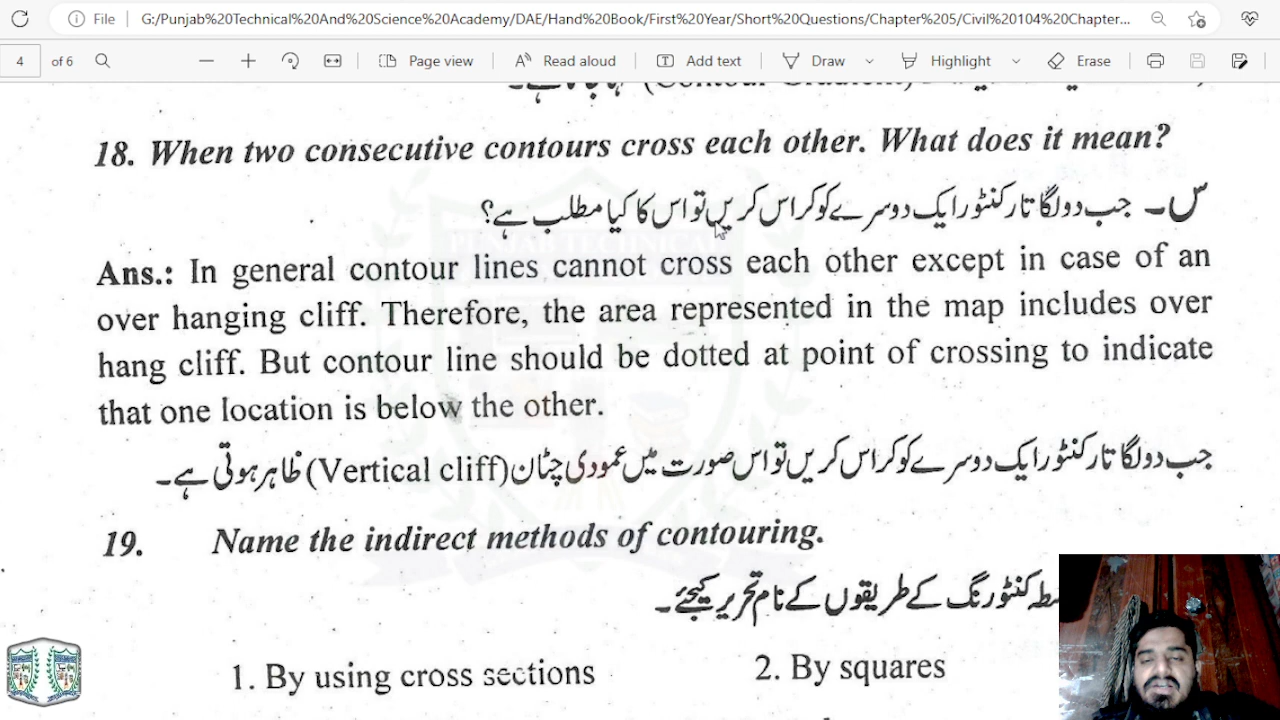 File G:/Punjab%20Technical%20And%20Science%20Academy/DAE/Hand%20Book/First%20Year/Short%20Questions/Chapter%205/Civil%20104%20Chapter...
4 of 6 Page view Read aloud Add text Draw Highlight Erase
18. When two consecutive contours cross each other. What does it mean?
س۔ جب دو لگاتار کنٹور ایک دوسرے کو کراس کریں تو اس کا کیا مطلب ہے؟
Ans.: In general contour lines cannot cross each other except in case of an
over hanging cliff. Therefore, the area represented in the map includes over
hang cliff. But contour line should be dotted at point of crossing to indicate
that one location is below the other.
جب دو لگاتار کنٹور ایک دوسرے کو کراس کریں تو اس صورت میں عمودی چٹان (Vertical cliff) ظاہر ہوتی ہے۔
19. Name the indirect methods of contouring.
کنٹورنگ کے طریقوں کے نام تحریر کیجئے۔
1. By using cross sections 2. By squares